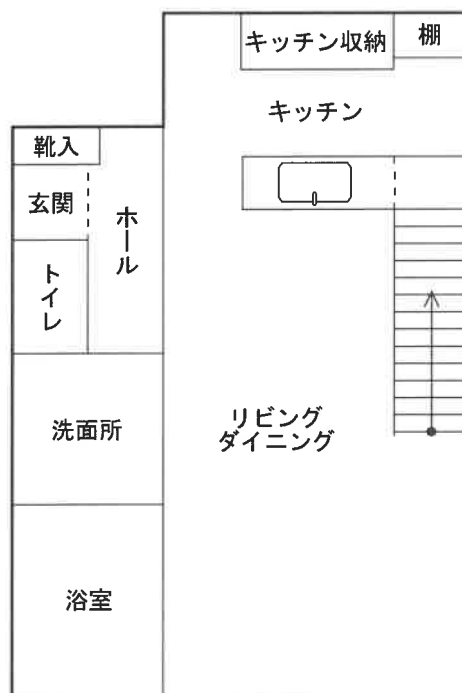 キッチン収納
棚
キッチン
靴入
玄関
ホール
トイレ
洗面所
リビング
ダイニング
浴室